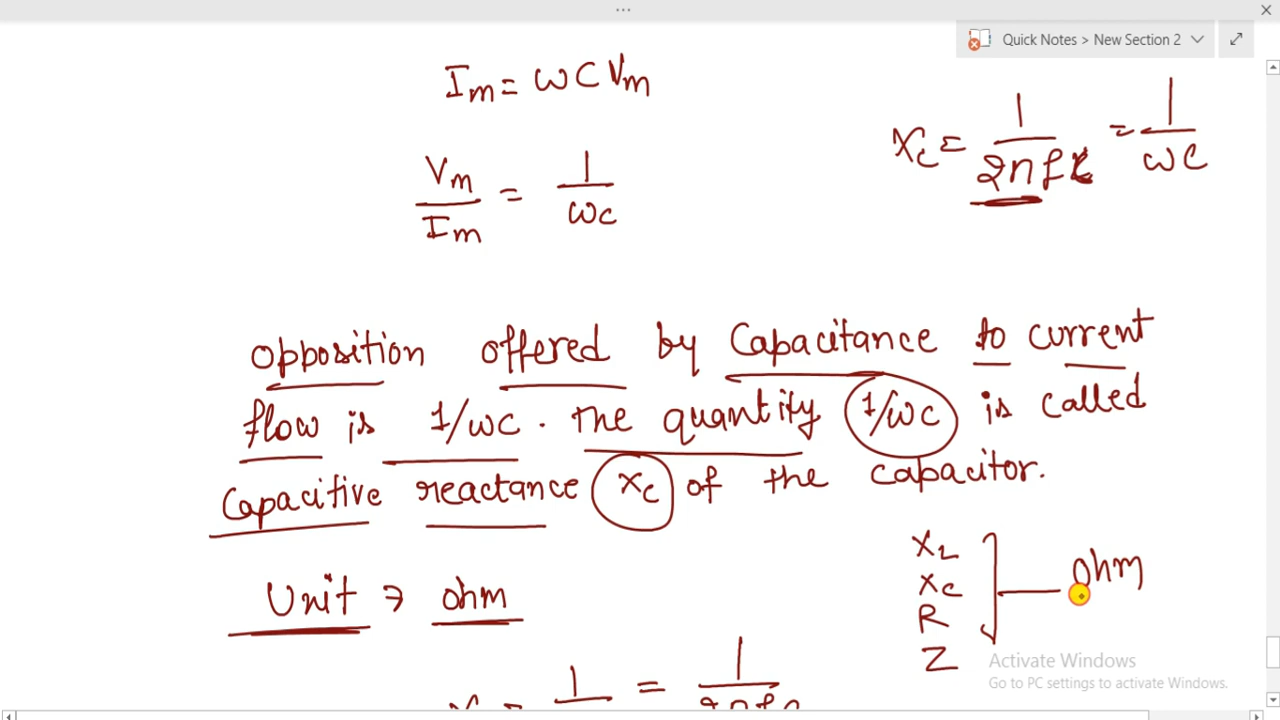 Quick Notes > New Section 2
Im = ωC Vm
Xc = 1/2πfC = 1/ωC
Vm/Im = 1/ωc
opposition offered by Capacitance to current
flow is 1/ωC. The quantity 1/ωC is called
Capacitive reactance Xc of the capacitor.
Unit → ohm
XL
Xc
R
Z
ohm
Activate Windows
Go to PC settings to activate Windows.